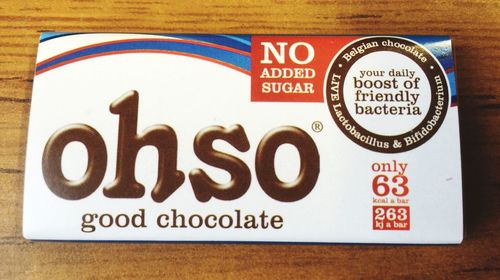 NO
ADDED
SUGAR
• Belgian chocolate •
LIVE Lactobacillus & Bifidobacterium
your daily
boost of
friendly
bacteria
ohso®
good chocolate
only
63
kcal a bar
263
kj a bar